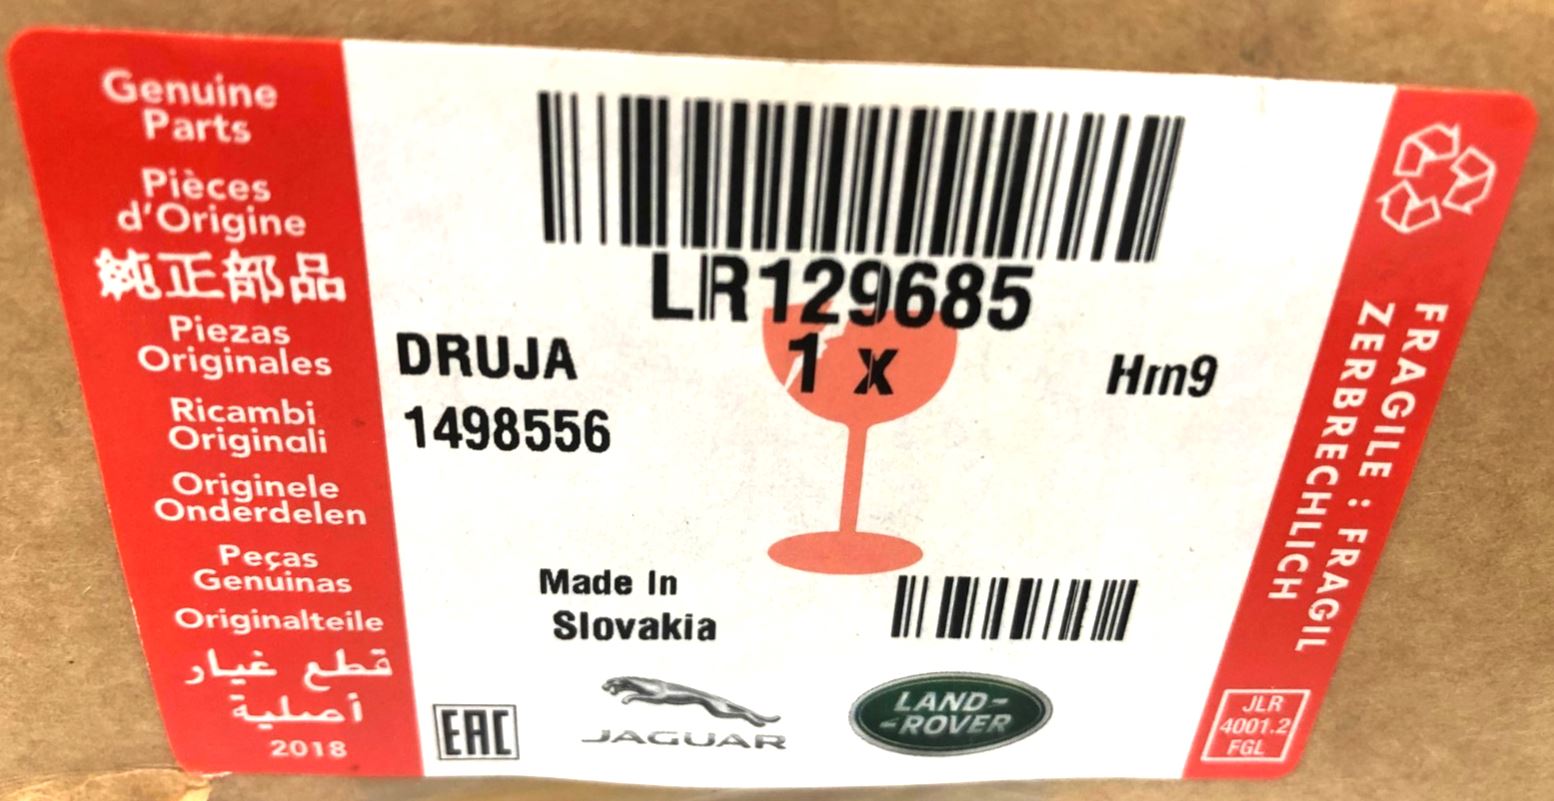 Genuine
Parts
Pièces
d'Origine
純正部品
Piezas
Originales
Ricambi
Originali
Originele
Onderdelen
Peças
Genuinas
Originalteile
قطع غيار
أصلية
2018
LR129685
DRUJA
1 x
Hm9
1498556
Made In
Slovakia
EAC
JAGUAR
LAND-
-ROVER
FRAGILE : FRAGIL
ZERBRECHLICH
JLR
4001.2
FGL